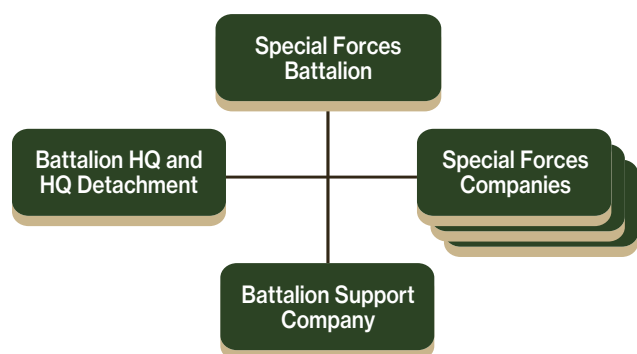 Special Forces
Battalion
Battalion HQ and
HQ Detachment
Special Forces
Companies
Battalion Support
Company